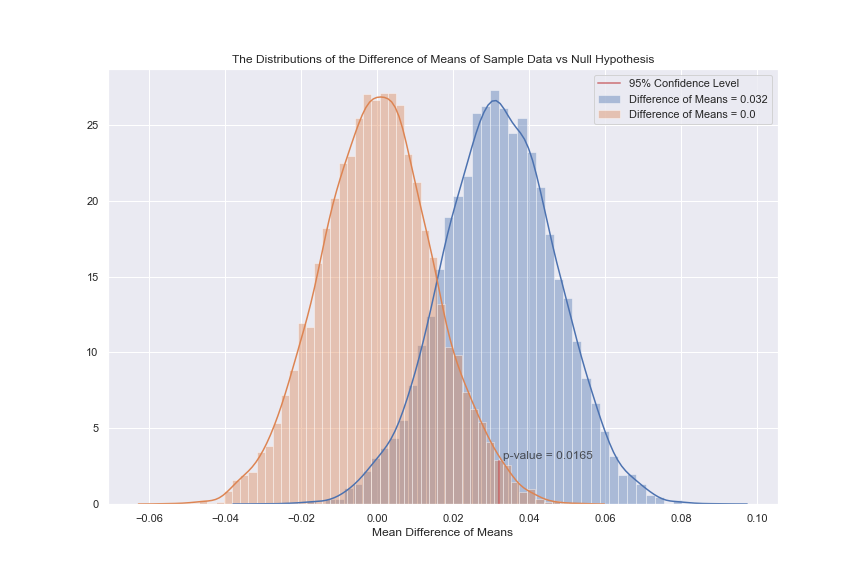 The Distributions of the Difference of Means of Sample Data vs Null Hypothesis
95% Confidence Level
Difference of Means = 0.032
Difference of Means = 0.0
25
20
15
10
5
0
p-value = 0.0165
−0.06 −0.04 −0.02 0.00 0.02 0.04 0.06 0.08 0.10
Mean Difference of Means